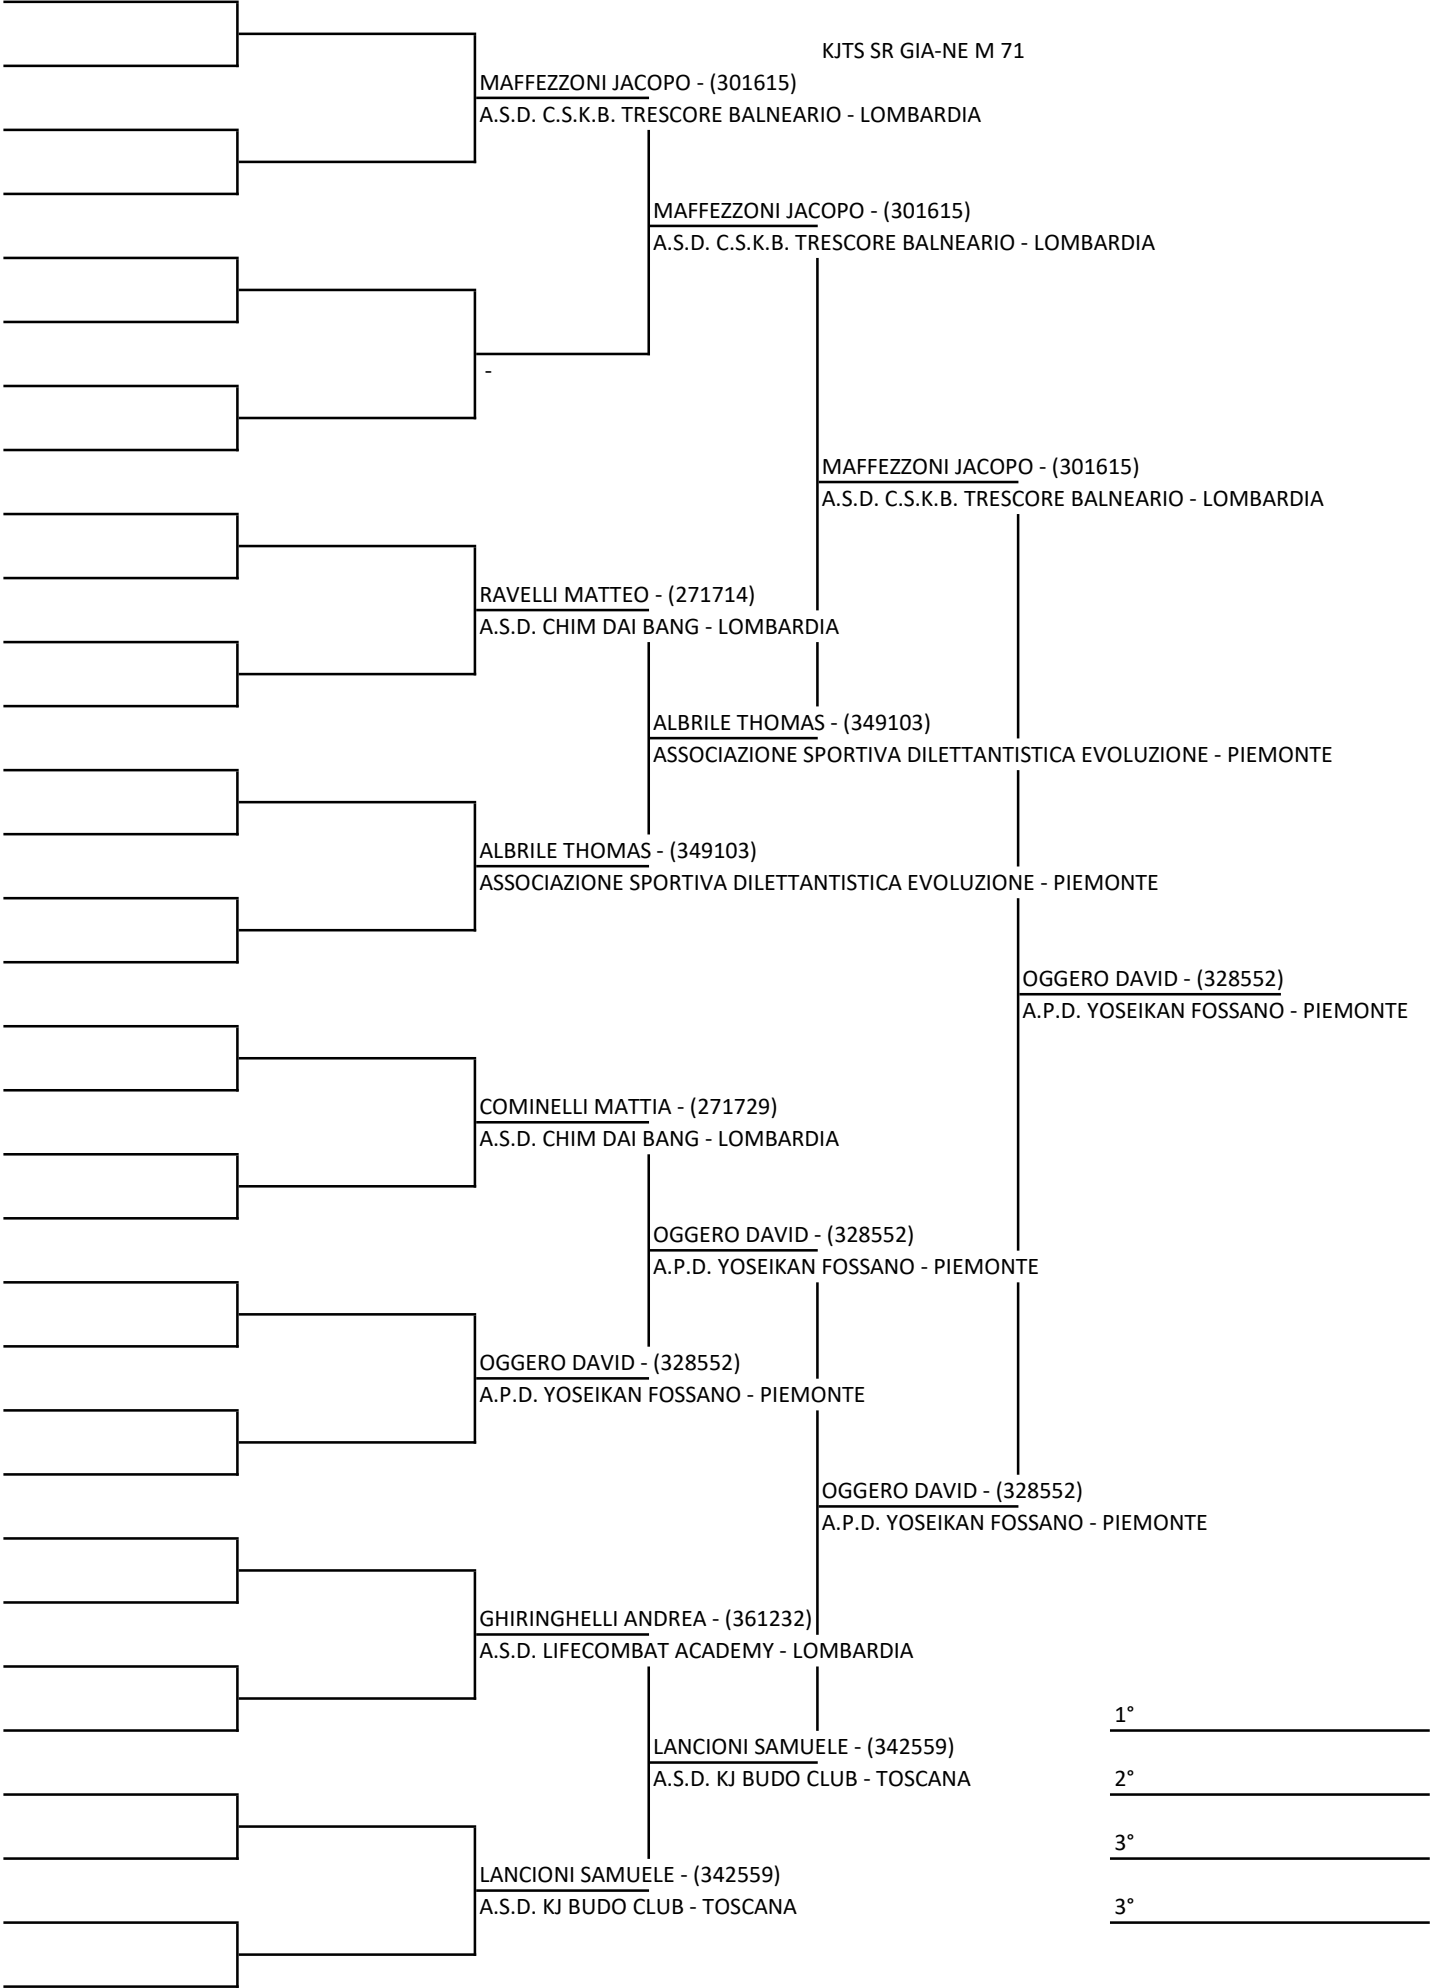 KJTS SR GIA-NE M 71
MAFFEZZONI JACOPO - (301615)
A.S.D. C.S.K.B. TRESCORE BALNEARIO - LOMBARDIA
MAFFEZZONI JACOPO - (301615)
A.S.D. C.S.K.B. TRESCORE BALNEARIO - LOMBARDIA
-
MAFFEZZONI JACOPO - (301615)
A.S.D. C.S.K.B. TRESCORE BALNEARIO - LOMBARDIA
RAVELLI MATTEO - (271714)
A.S.D. CHIM DAI BANG - LOMBARDIA
ALBRILE THOMAS - (349103)
ASSOCIAZIONE SPORTIVA DILETTANTISTICA EVOLUZIONE - PIEMONTE
ALBRILE THOMAS - (349103)
ASSOCIAZIONE SPORTIVA DILETTANTISTICA EVOLUZIONE - PIEMONTE
OGGERO DAVID - (328552)
A.P.D. YOSEIKAN FOSSANO - PIEMONTE
COMINELLI MATTIA - (271729)
A.S.D. CHIM DAI BANG - LOMBARDIA
OGGERO DAVID - (328552)
A.P.D. YOSEIKAN FOSSANO - PIEMONTE
OGGERO DAVID - (328552)
A.P.D. YOSEIKAN FOSSANO - PIEMONTE
OGGERO DAVID - (328552)
A.P.D. YOSEIKAN FOSSANO - PIEMONTE
GHIRINGHELLI ANDREA - (361232)
A.S.D. LIFECOMBAT ACADEMY - LOMBARDIA
1°
LANCIONI SAMUELE - (342559)
A.S.D. KJ BUDO CLUB - TOSCANA
2°
3°
LANCIONI SAMUELE - (342559)
A.S.D. KJ BUDO CLUB - TOSCANA
3°